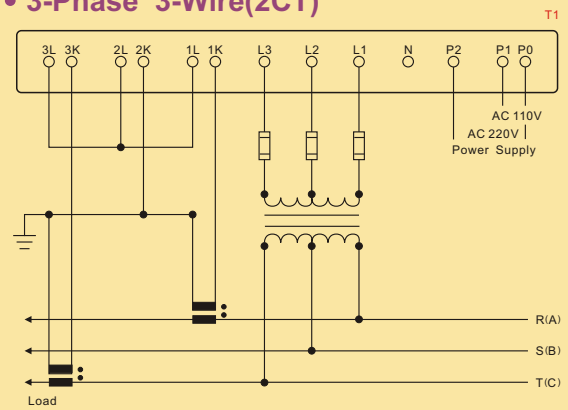 • 3-Phase 3-Wire(2CT)
T1
3L 3K 2L 2K 1L 1K L3 L2 L1 N P2 P1 P0
AC 110V
AC 220V
Power Supply
R(A)
S(B)
T(C)
Load